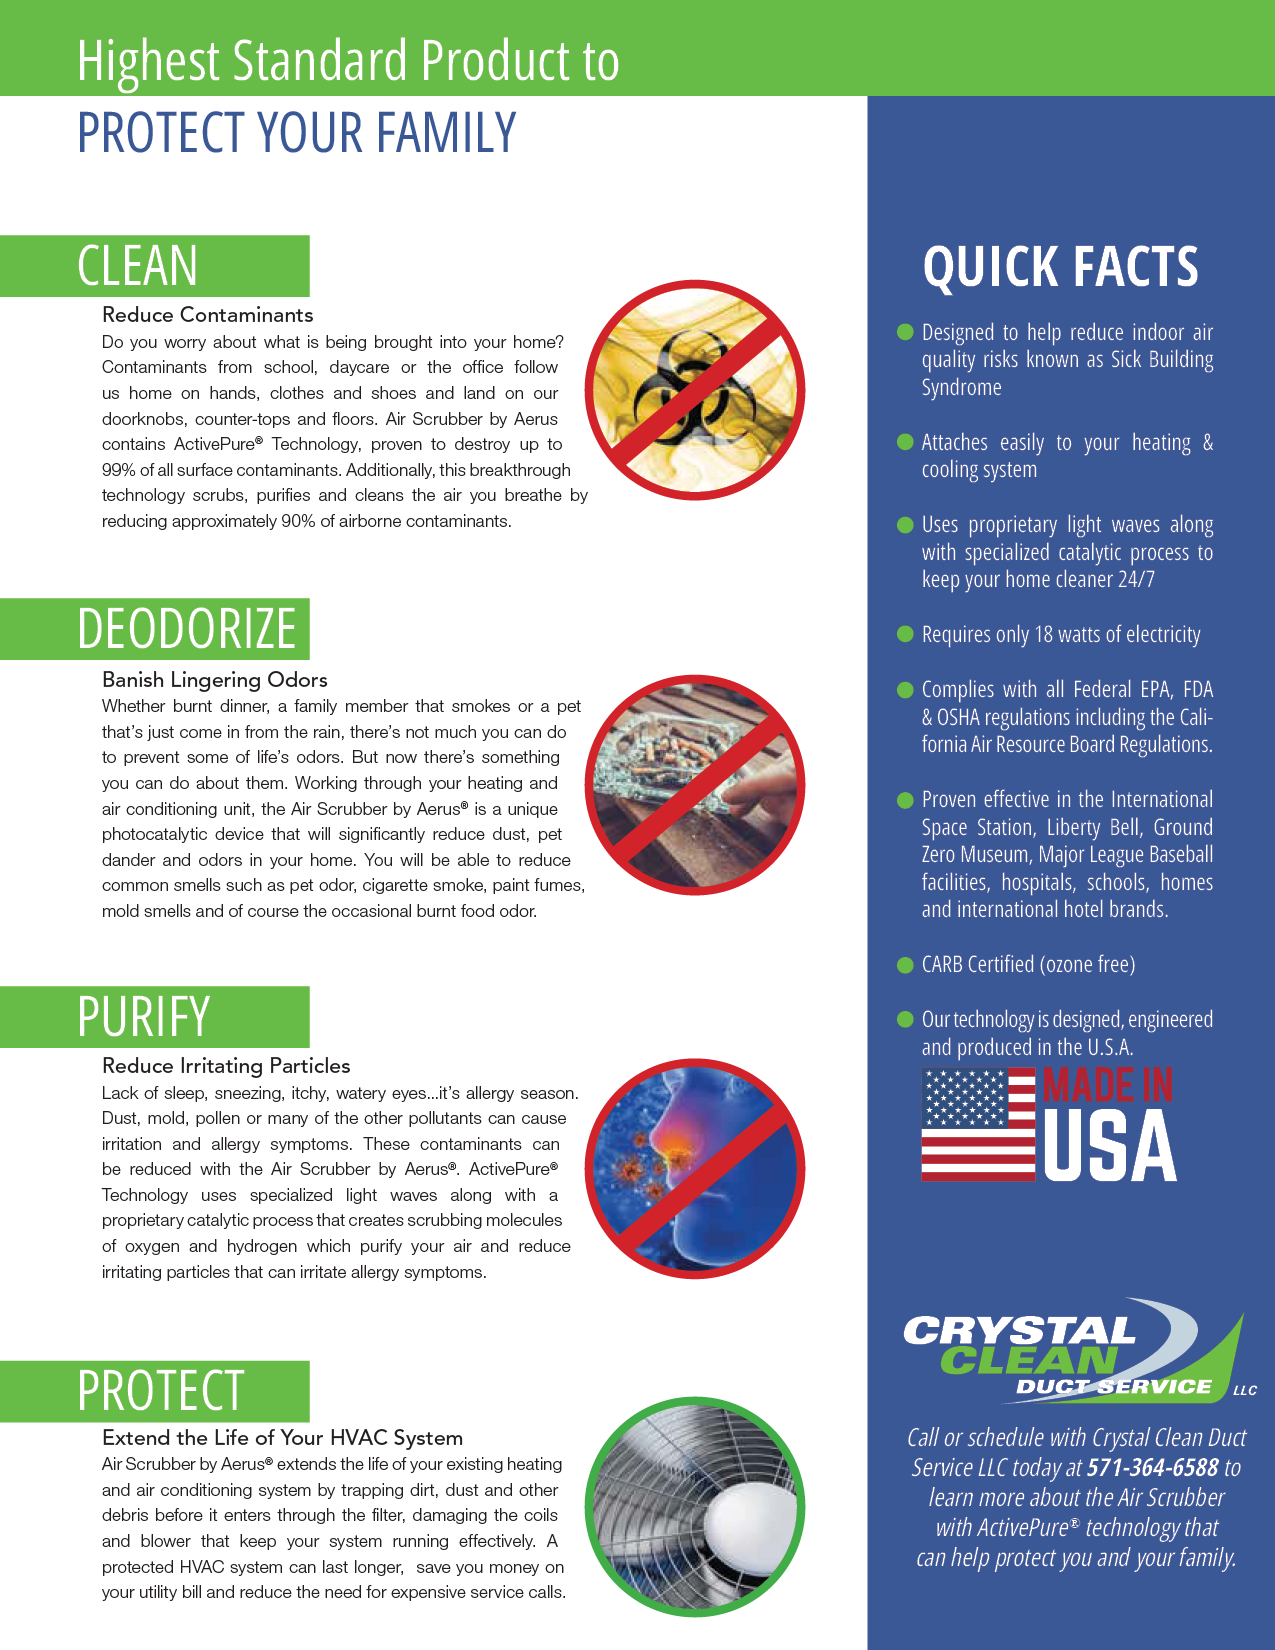 Highest Standard Product to
PROTECT YOUR FAMILY
CLEAN
Reduce Contaminants
Do you worry about what is being brought into your home?
Contaminants from school, daycare or the office follow
us home on hands, clothes and shoes and land on our
doorknobs, counter-tops and floors. Air Scrubber by Aerus
contains ActivePure® Technology, proven to destroy up to
99% of all surface contaminants. Additionally, this breakthrough
technology scrubs, purifies and cleans the air you breathe by
reducing approximately 90% of airborne contaminants.
DEODORIZE
Banish Lingering Odors
Whether burnt dinner, a family member that smokes or a pet
that's just come in from the rain, there's not much you can do
to prevent some of life's odors. But now there's something
you can do about them. Working through your heating and
air conditioning unit, the Air Scrubber by Aerus® is a unique
photocatalytic device that will significantly reduce dust, pet
dander and odors in your home. You will be able to reduce
common smells such as pet odor, cigarette smoke, paint fumes,
mold smells and of course the occasional burnt food odor.
PURIFY
Reduce Irritating Particles
Lack of sleep, sneezing, itchy, watery eyes...it's allergy season.
Dust, mold, pollen or many of the other pollutants can cause
irritation and allergy symptoms. These contaminants can
be reduced with the Air Scrubber by Aerus®. ActivePure®
Technology uses specialized light waves along with a
proprietary catalytic process that creates scrubbing molecules
of oxygen and hydrogen which purify your air and reduce
irritating particles that can irritate allergy symptoms.
PROTECT
Extend the Life of Your HVAC System
Air Scrubber by Aerus® extends the life of your existing heating
and air conditioning system by trapping dirt, dust and other
debris before it enters through the filter, damaging the coils
and blower that keep your system running effectively. A
protected HVAC system can last longer, save you money on
your utility bill and reduce the need for expensive service calls.
QUICK FACTS
Designed to help reduce indoor air
quality risks known as Sick Building
Syndrome
Attaches easily to your heating &
cooling system
Uses proprietary light waves along
with specialized catalytic process to
keep your home cleaner 24/7
Requires only 18 watts of electricity
Complies with all Federal EPA, FDA
& OSHA regulations including the Cali-
fornia Air Resource Board Regulations.
Proven effective in the International
Space Station, Liberty Bell, Ground
Zero Museum, Major League Baseball
facilities, hospitals, schools, homes
and international hotel brands.
CARB Certified (ozone free)
Our technology is designed, engineered
and produced in the U.S.A.
MADE IN
USA
CRYSTAL
CLEAN
DUCT SERVICE LLC
Call or schedule with Crystal Clean Duct
Service LLC today at 571-364-6588 to
learn more about the Air Scrubber
with ActivePure® technology that
can help protect you and your family.